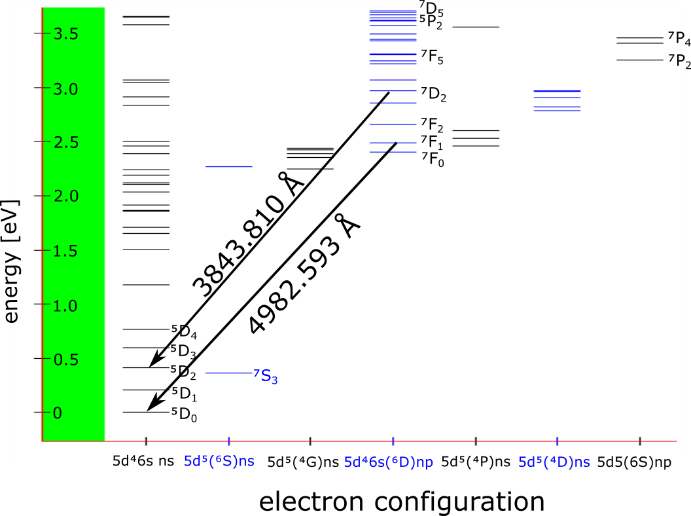 ⁷D₅
⁵P₂
3.5
⁷P₄
⁷F₅
⁷P₂
3.0
⁷D₂
⁷F₂
2.5
⁷F₁
⁷F₀
2.0
3843.810 Å
4982.593 Å
1.5
energy [eV]
1.0
⁵D₄
0.5
⁵D₃
⁵D₂
⁷S₃
⁵D₁
0
⁵D₀
5d⁴6s ns
5d⁵(⁶S)ns
5d⁵(⁴G)ns
5d⁴6s(⁶D)np
5d⁵(⁴P)ns
5d⁵(⁴D)ns
5d5(6S)np
electron configuration